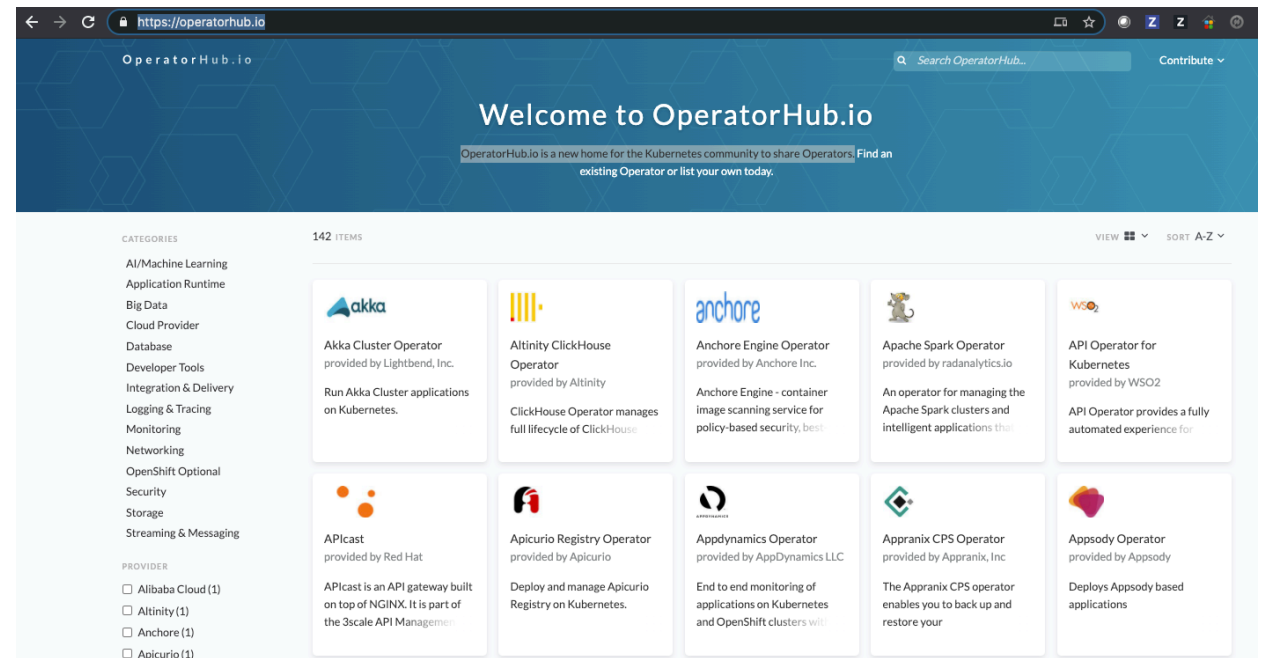 https://operatorhub.io
Z
Z
OperatorHub.io
Search OperatorHub...
Contribute
Welcome to OperatorHub.io
OperatorHub.io is a new home for the Kubernetes community to share Operators. Find an
existing Operator or list your own today.
CATEGORIES
AI/Machine Learning
Application Runtime
Big Data
Cloud Provider
Database
Developer Tools
Integration & Delivery
Logging & Tracing
Monitoring
Networking
OpenShift Optional
Security
Storage
Streaming & Messaging
PROVIDER
Alibaba Cloud (1)
Altinity (1)
Anchore (1)
Apicurio (1)
142 ITEMS
VIEW
SORT A-Z
akka
Akka Cluster Operator
provided by Lightbend, Inc.
Run Akka Cluster applications
on Kubernetes.
Altinity ClickHouse
Operator
provided by Altinity
ClickHouse Operator manages
full lifecycle of ClickHouse
anchore
Anchore Engine Operator
provided by Anchore Inc.
Anchore Engine - container
image scanning service for
policy-based security, best-
Apache Spark Operator
provided by radanalytics.io
An operator for managing the
Apache Spark clusters and
intelligent applications that
WSO2
API Operator for
Kubernetes
provided by WSO2
API Operator provides a fully
automated experience for
APIcast
provided by Red Hat
APIcast is an API gateway built
on top of NGINX. It is part of
the 3scale API Management
Apicurio Registry Operator
provided by Apicurio
Deploy and manage Apicurio
Registry on Kubernetes.
APPDYNAMICS
Appdynamics Operator
provided by AppDynamics LLC
End to end monitoring of
applications on Kubernetes
and OpenShift clusters with
Appranix CPS Operator
provided by Appranix, Inc
The Appranix CPS operator
enables you to back up and
restore your
Appsody Operator
provided by Appsody
Deploys Appsody based
applications